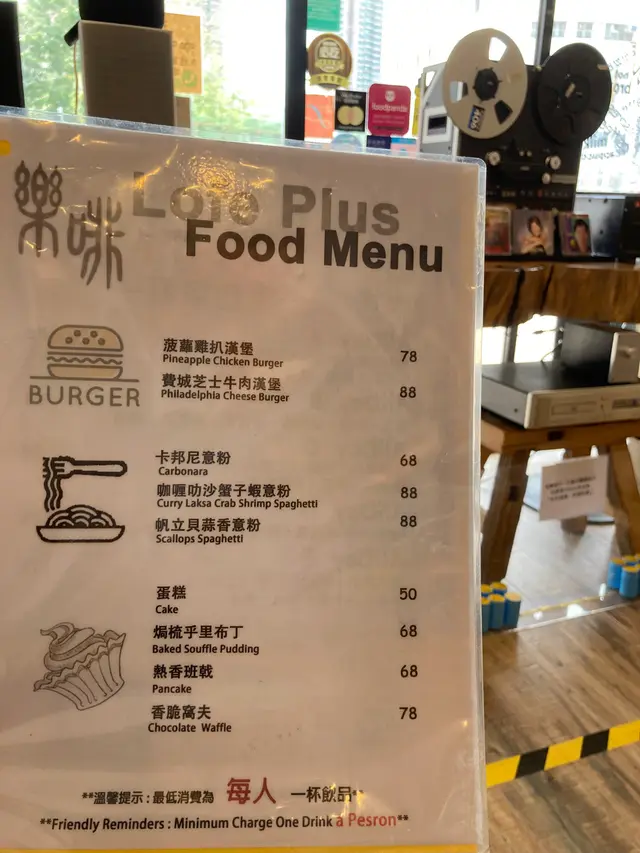 樂啡
Lofe Plus
Food Menu
BURGER
菠蘿雞扒漢堡 78
Pineapple Chicken Burger
費城芝士牛肉漢堡 88
Philadelphia Cheese Burger
卡邦尼意粉 68
Carbonara
咖喱叻沙蟹子蝦意粉 88
Curry Laksa Crab Shrimp Spaghetti
帆立貝蒜香意粉 88
Scallops Spaghetti
蛋糕 50
Cake
焗梳乎里布丁 68
Baked Souffle Pudding
熱香班戟 68
Pancake
香脆窩夫 78
Chocolate Waffle
**溫馨提示 : 最低消費為 每人 一杯飲品**
**Friendly Reminders : Minimum Charge One Drink a Pesron**
foodpanda